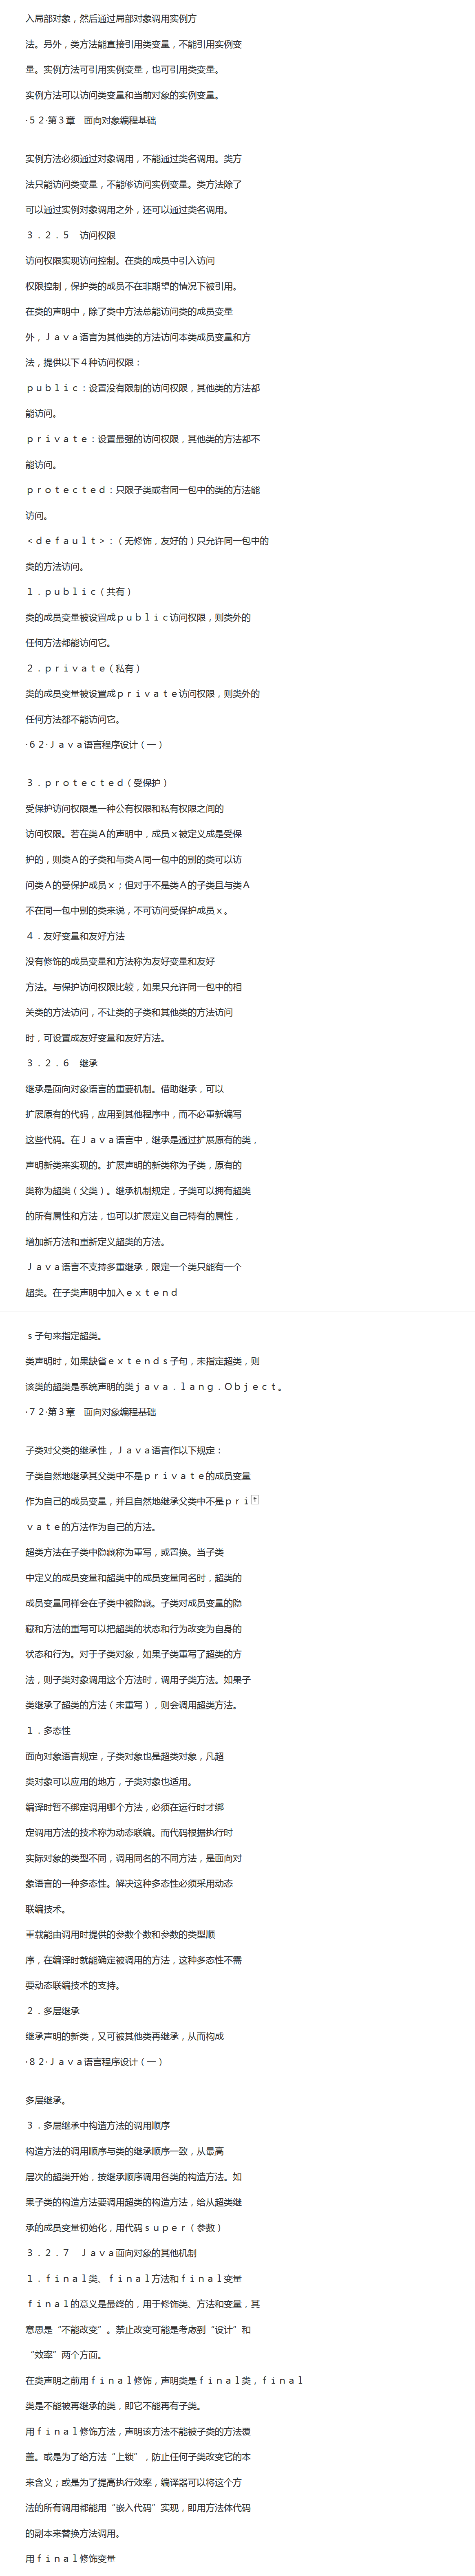 入局部对象，然后通过局部对象调用实例方
法。另外，类方法能直接引用类变量，不能引用实例变
量。实例方法可引用实例变量，也可引用类变量。
实例方法可以访问类变量和当前对象的实例变量。
·５２·第３章　面向对象编程基础
实例方法必须通过对象调用，不能通过类名调用。类方
法只能访问类变量，不能够访问实例变量。类方法除了
可以通过实例对象调用之外，还可以通过类名调用。
３．２．５　访问权限
访问权限实现访问控制。在类的成员中引入访问
权限控制，保护类的成员不在非期望的情况下被引用。
在类的声明中，除了类中方法总能访问类的成员变量
外，Ｊａｖａ语言为其他类的方法访问本类成员变量和方
法，提供以下４种访问权限：
ｐｕｂｌｉｃ：设置没有限制的访问权限，其他类的方法都
能访问。
ｐｒｉｖａｔｅ：设置最强的访问权限，其他类的方法都不
能访问。
ｐｒｏｔｅｃｔｅｄ：只限子类或者同一包中的类的方法能
访问。
＜ｄｅｆａｕｌｔ＞：（无修饰，友好的）只允许同一包中的
类的方法访问。
１．ｐｕｂｌｉｃ（共有）
类的成员变量被设置成ｐｕｂｌｉｃ访问权限，则类外的
任何方法都能访问它。
２．ｐｒｉｖａｔｅ（私有）
类的成员变量被设置成ｐｒｉｖａｔｅ访问权限，则类外的
任何方法都不能访问它。
·６２·Ｊａｖａ语言程序设计（一）
３．ｐｒｏｔｅｃｔｅｄ（受保护）
受保护访问权限是一种公有权限和私有权限之间的
访问权限。若在类Ａ的声明中，成员ｘ被定义成是受保
护的，则类Ａ的子类和与类Ａ同一包中的别的类可以访
问类Ａ的受保护成员ｘ；但对于不是类Ａ的子类且与类Ａ
不在同一包中别的类来说，不可访问受保护成员ｘ。
４．友好变量和友好方法
没有修饰的成员变量和方法称为友好变量和友好
方法。与保护访问权限比较，如果只允许同一包中的相
关类的方法访问，不让类的子类和其他类的方法访问
时，可设置成友好变量和友好方法。
３．２．６　继承
继承是面向对象语言的重要机制。借助继承，可以
扩展原有的代码，应用到其他程序中，而不必重新编写
这些代码。在Ｊａｖａ语言中，继承是通过扩展原有的类，
声明新类来实现的。扩展声明的新类称为子类，原有的
类称为超类（父类）。继承机制规定，子类可以拥有超类
的所有属性和方法，也可以扩展定义自己特有的属性，
增加新方法和重新定义超类的方法。
Ｊａｖａ语言不支持多重继承，限定一个类只能有一个
超类。在子类声明中加入ｅｘｔｅｎｄ
ｓ子句来指定超类。
类声明时，如果缺省ｅｘｔｅｎｄｓ子句，未指定超类，则
该类的超类是系统声明的类ｊａｖａ．ｌａｎｇ．Ｏｂｊｅｃｔ。
·７２·第３章　面向对象编程基础
子类对父类的继承性，Ｊａｖａ语言作以下规定：
子类自然地继承其父类中不是ｐｒｉｖａｔｅ的成员变量
作为自己的成员变量，并且自然地继承父类中不是ｐｒｉ
ｖａｔｅ的方法作为自己的方法。
超类方法在子类中隐藏称为重写，或置换。当子类
中定义的成员变量和超类中的成员变量同名时，超类的
成员变量同样会在子类中被隐藏。子类对成员变量的隐
藏和方法的重写可以把超类的状态和行为改变为自身的
状态和行为。对于子类对象，如果子类重写了超类的方
法，则子类对象调用这个方法时，调用子类方法。如果子
类继承了超类的方法（未重写），则会调用超类方法。
１．多态性
面向对象语言规定，子类对象也是超类对象，凡超
类对象可以应用的地方，子类对象也适用。
编译时暂不绑定调用哪个方法，必须在运行时才绑
定调用方法的技术称为动态联编。而代码根据执行时
实际对象的类型不同，调用同名的不同方法，是面向对
象语言的一种多态性。解决这种多态性必须采用动态
联编技术。
重载能由调用时提供的参数个数和参数的类型顺
序，在编译时就能确定被调用的方法，这种多态性不需
要动态联编技术的支持。
２．多层继承
继承声明的新类，又可被其他类再继承，从而构成
·８２·Ｊａｖａ语言程序设计（一）
多层继承。
３．多层继承中构造方法的调用顺序
构造方法的调用顺序与类的继承顺序一致，从最高
层次的超类开始，按继承顺序调用各类的构造方法。如
果子类的构造方法要调用超类的构造方法，给从超类继
承的成员变量初始化，用代码ｓｕｐｅｒ（参数）
３．２．７　Ｊａｖａ面向对象的其他机制
１．ｆｉｎａｌ类、ｆｉｎａｌ方法和ｆｉｎａｌ变量
ｆｉｎａｌ的意义是最终的，用于修饰类、方法和变量，其
意思是“不能改变”。禁止改变可能是考虑到“设计”和
“效率”两个方面。
在类声明之前用ｆｉｎａｌ修饰，声明类是ｆｉｎａｌ类，ｆｉｎａｌ
类是不能被再继承的类，即它不能再有子类。
用ｆｉｎａｌ修饰方法，声明该方法不能被子类的方法覆
盖。或是为了给方法“上锁”，防止任何子类改变它的本
来含义；或是为了提高执行效率，编译器可以将这个方
法的所有调用都能用“嵌入代码”实现，即用方法体代码
的副本来替换方法调用。
用ｆｉｎａｌ修饰变量